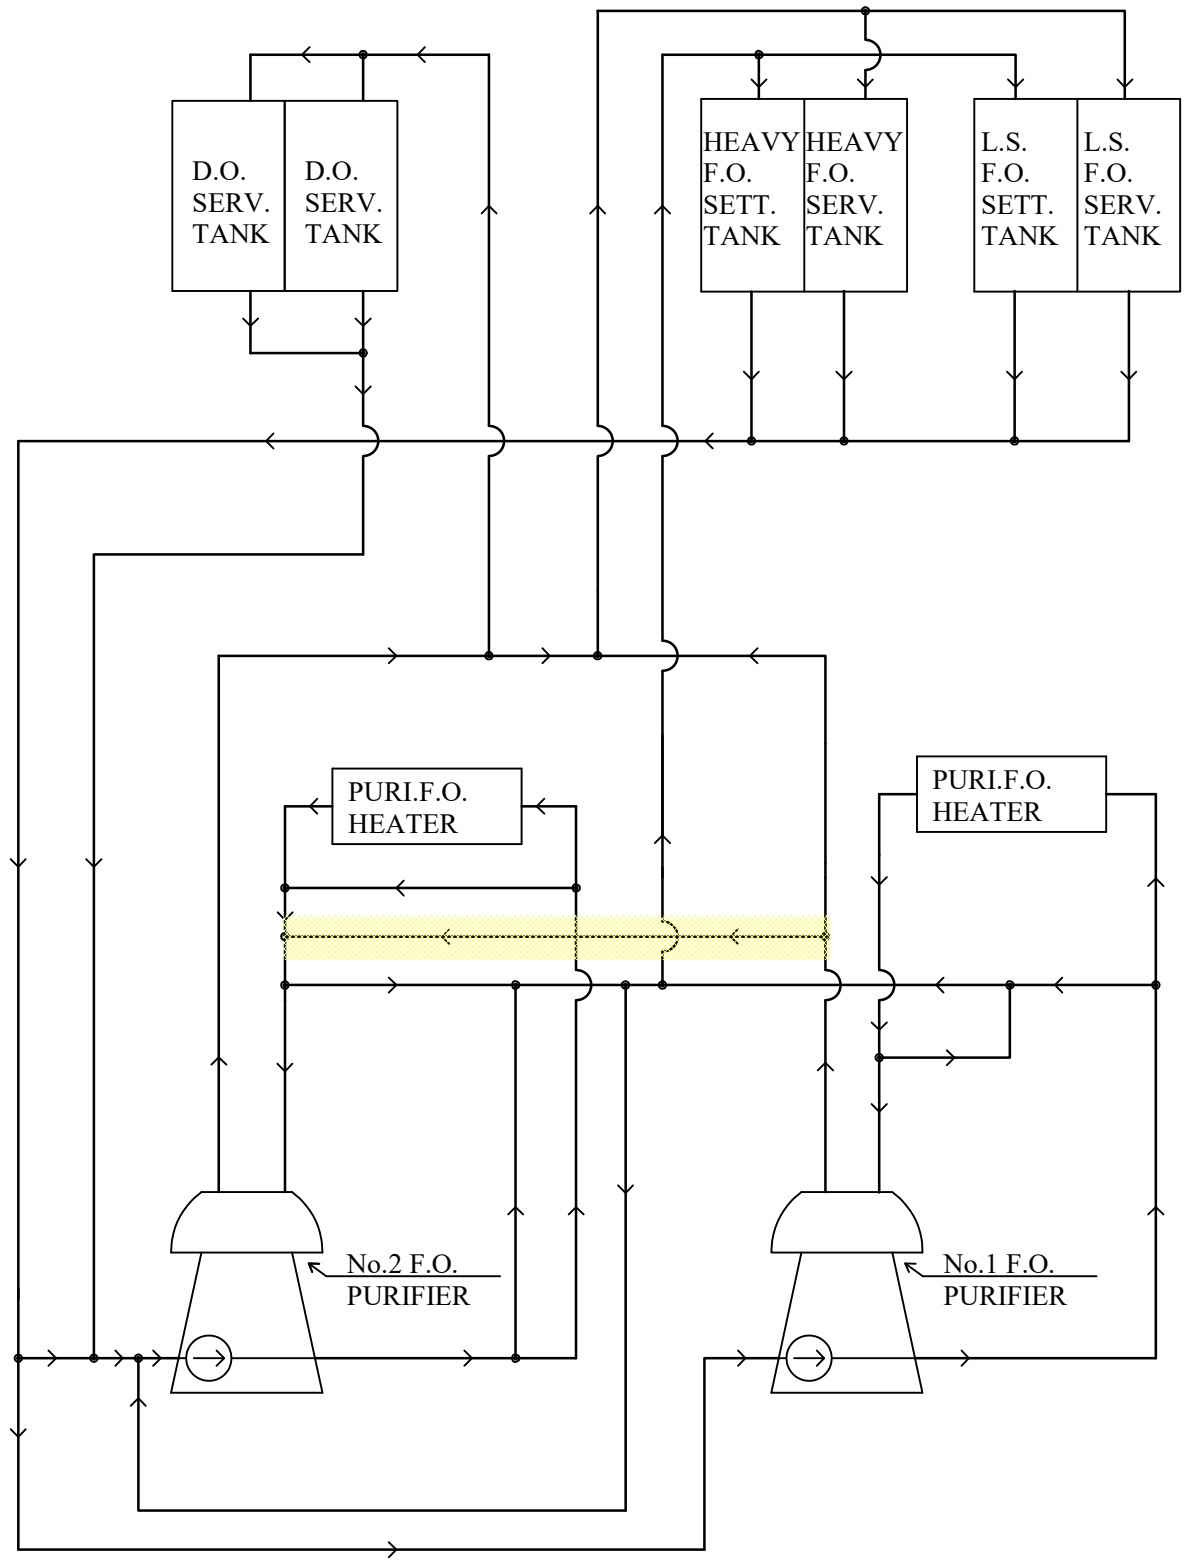 D.O.
SERV.
TANK
D.O.
SERV.
TANK
HEAVY
F.O.
SETT.
TANK
HEAVY
F.O.
SERV.
TANK
L.S.
F.O.
SETT.
TANK
L.S.
F.O.
SERV.
TANK
PURI.F.O.
HEATER
PURI.F.O.
HEATER
No.2 F.O.
PURIFIER
No.1 F.O.
PURIFIER